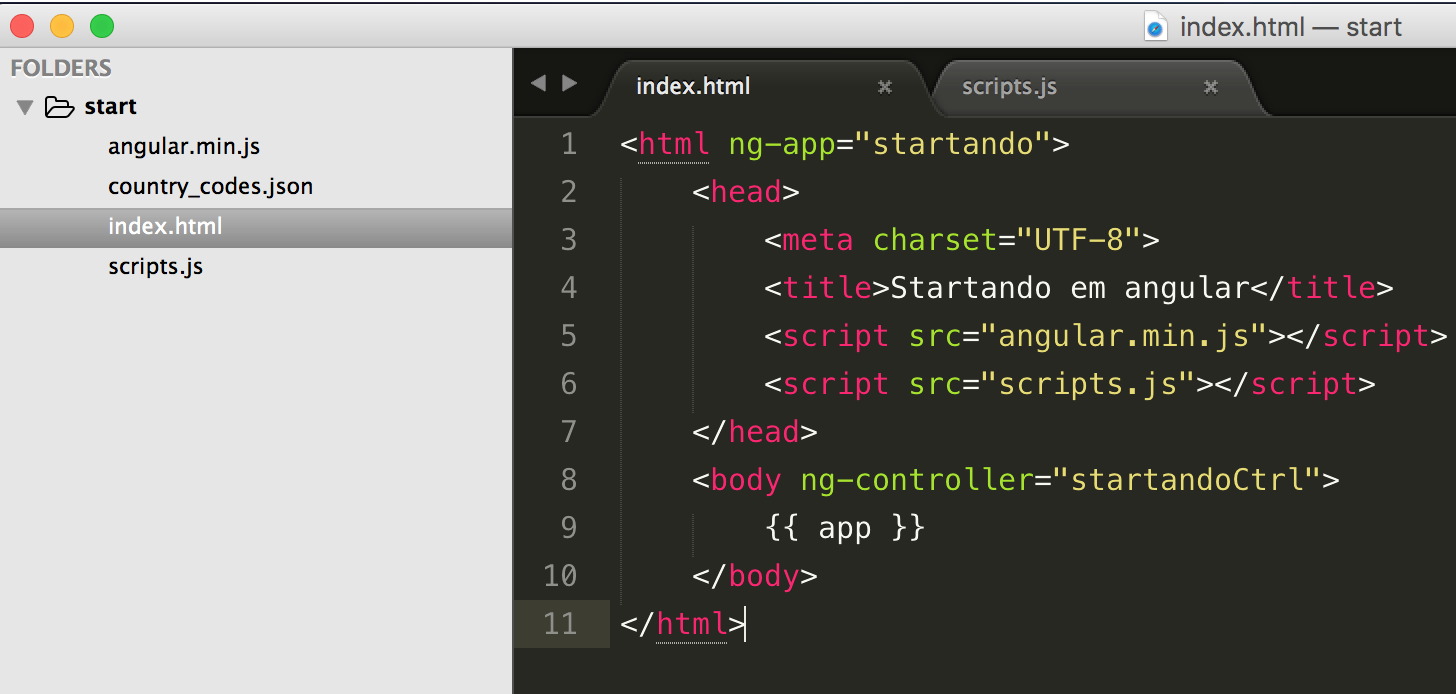 index.html — start
FOLDERS
start
angular.min.js
country_codes.json
index.html
scripts.js
index.html scripts.js
1 <html ng-app="startando">
2     <head>
3         <meta charset="UTF-8">
4         <title>Startando em angular</title>
5         <script src="angular.min.js"></script>
6         <script src="scripts.js"></script>
7     </head>
8     <body ng-controller="startandoCtrl">
9         {{ app }}
10     </body>
11 </html>